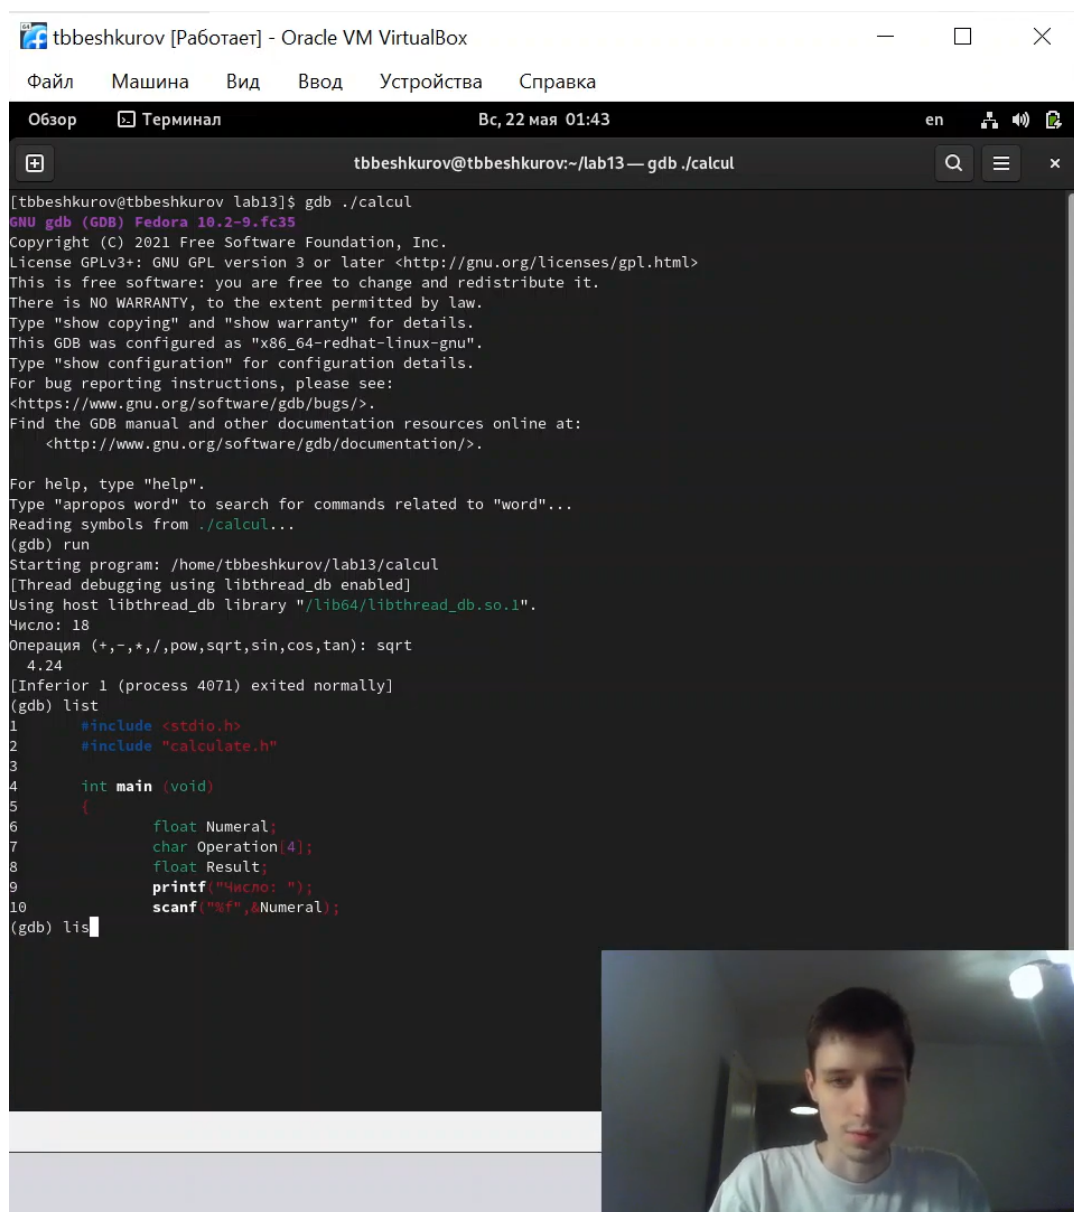 64
tbbeshkurov [Работает] - Oracle VM VirtualBox
Файл Машина Вид Ввод Устройства Справка
Обзор Терминал Вс, 22 мая 01:43 en
tbbeshkurov@tbbeshkurov:~/lab13 — gdb ./calcul
[tbbeshkurov@tbbeshkurov lab13]$ gdb ./calcul
GNU gdb (GDB) Fedora 10.2-9.fc35
Copyright (C) 2021 Free Software Foundation, Inc.
License GPLv3+: GNU GPL version 3 or later <http://gnu.org/licenses/gpl.html>
This is free software: you are free to change and redistribute it.
There is NO WARRANTY, to the extent permitted by law.
Type "show copying" and "show warranty" for details.
This GDB was configured as "x86_64-redhat-linux-gnu".
Type "show configuration" for configuration details.
For bug reporting instructions, please see:
<https://www.gnu.org/software/gdb/bugs/>.
Find the GDB manual and other documentation resources online at:
    <http://www.gnu.org/software/gdb/documentation/>.
For help, type "help".
Type "apropos word" to search for commands related to "word"...
Reading symbols from ./calcul...
(gdb) run
Starting program: /home/tbbeshkurov/lab13/calcul
[Thread debugging using libthread_db enabled]
Using host libthread_db library "/lib64/libthread_db.so.1".
Число: 18
Операция (+,-,*,/,pow,sqrt,sin,cos,tan): sqrt
  4.24
[Inferior 1 (process 4071) exited normally]
(gdb) list
1       #include <stdio.h>
2       #include "calculate.h"
3
4       int main (void)
5       {
6               float Numeral;
7               char Operation[4];
8               float Result;
9               printf("Число: ");
10              scanf("%f",&Numeral);
(gdb) lis